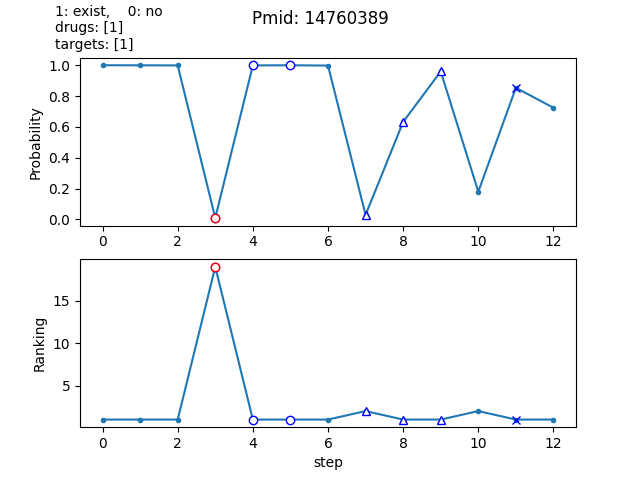 1: exist,    0: no
drugs: [1]
targets: [1]
Pmid: 14760389
Probability
1.0
0.8
0.6
0.4
0.2
0.0
0 2 4 6 8 10 12
Ranking
15
10
5
0 2 4 6 8 10 12
step